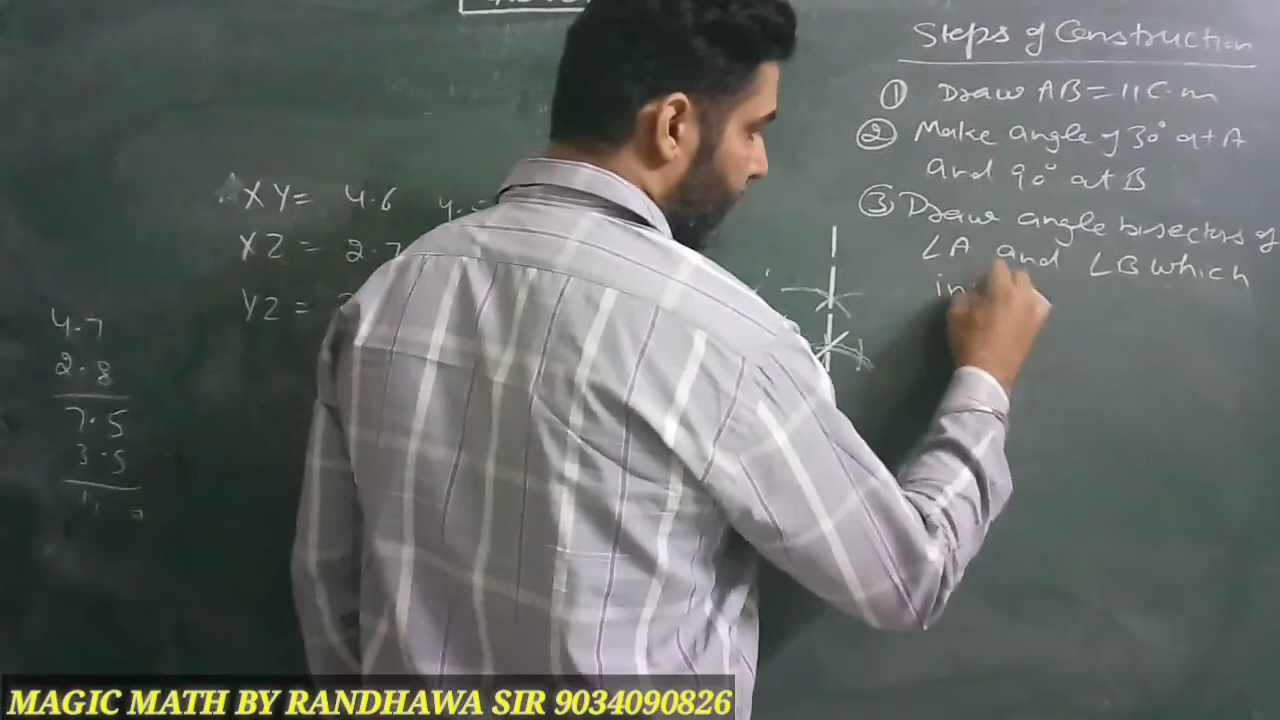 Steps of Construction
① Draw AB = 11 C.m
② Make angle of 30° at A
and 90° at B
③ Draw angle bisectors of
∠A and ∠B which
in
XY = 4.6
XZ = 2.7
YZ =
4.7
2.8
7.5
3.5
MAGIC MATH BY RANDHAWA SIR 9034090826